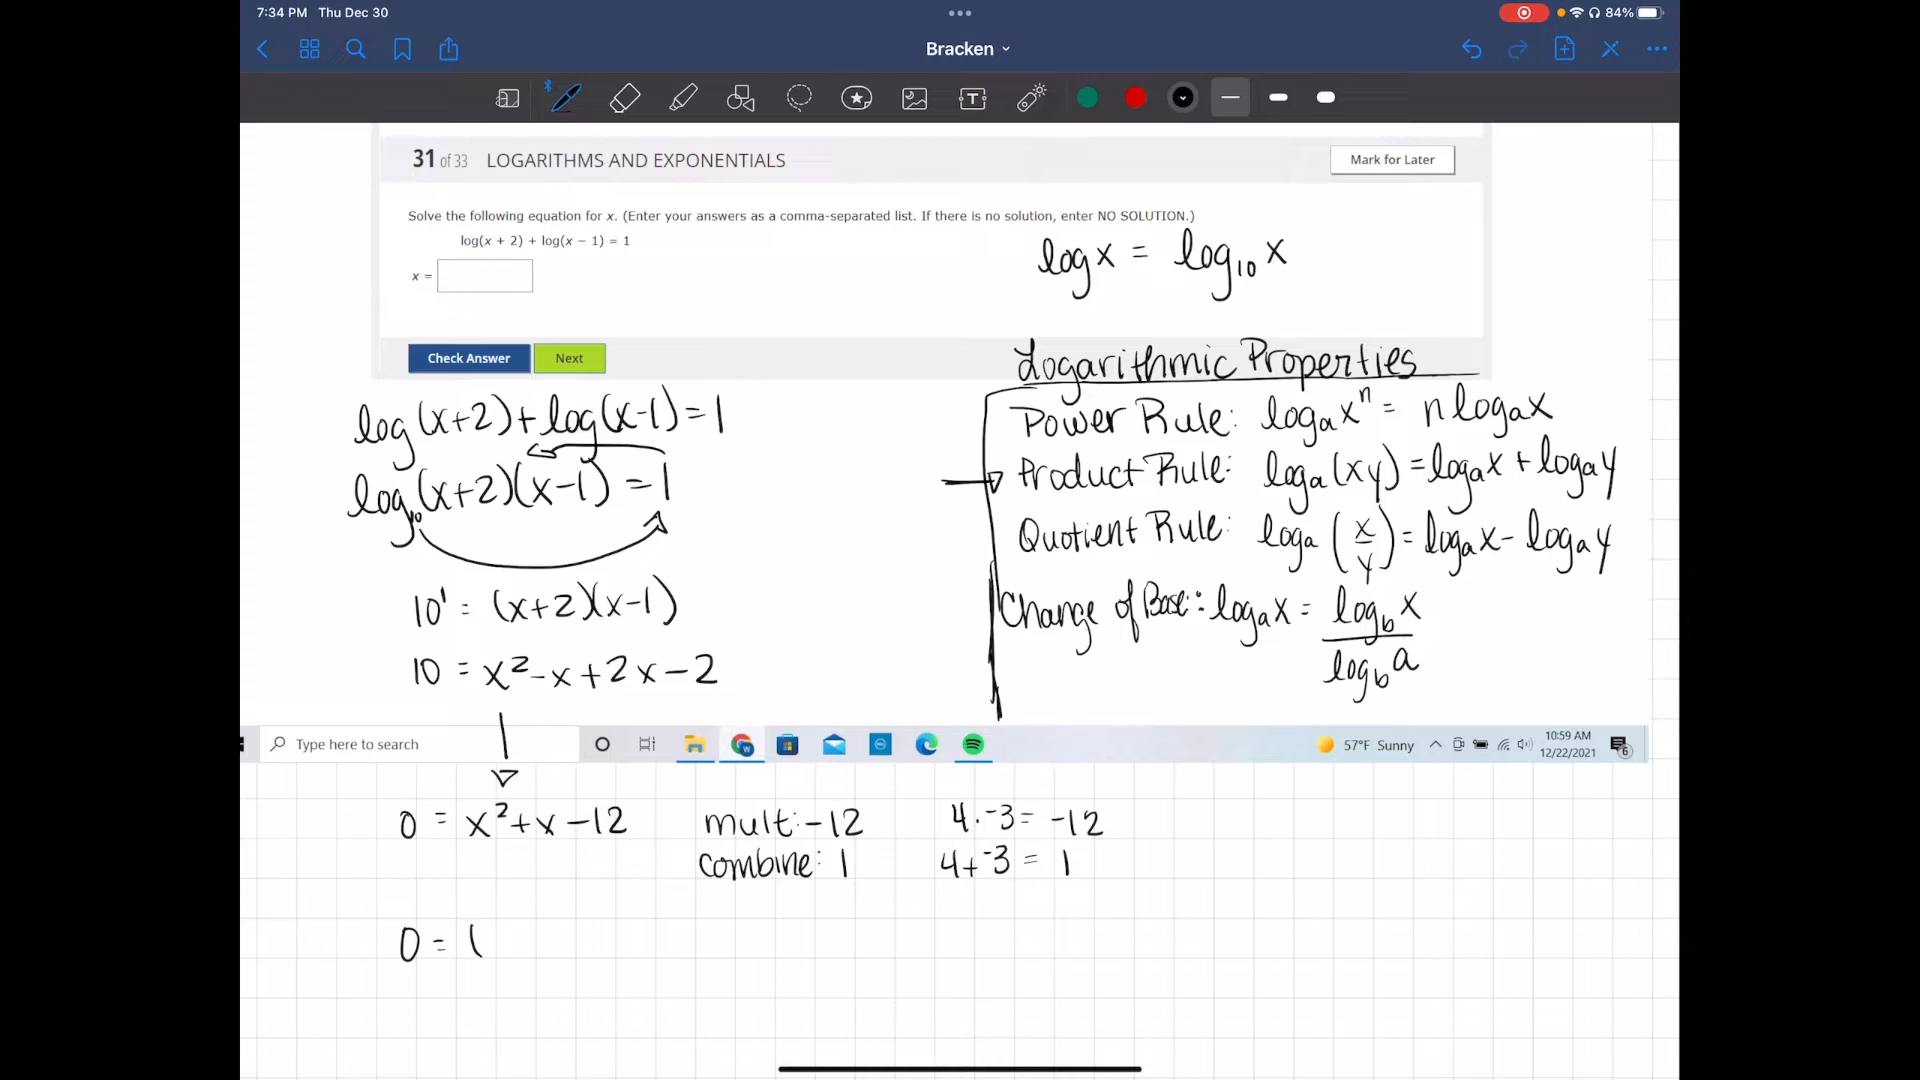 7:34 PM Thu Dec 30
84%
Bracken
31 of 33 LOGARITHMS AND EXPONENTIALS
Mark for Later
Solve the following equation for x. (Enter your answers as a comma-separated list. If there is no solution, enter NO SOLUTION.)
log(x + 2) + log(x − 1) = 1
x =
log x = log₁₀ x
Check Answer
Next
Logarithmic Properties
Power Rule: logₐxⁿ = n logₐx
Product Rule: logₐ(xy) = logₐx + logₐy
Quotient Rule: logₐ(x/y) = logₐx - logₐy
Change of Base: logₐx = log_b x / log_b a
log(x+2)+log(x-1)=1
log₁₀(x+2)(x-1)=1
10¹ = (x+2)(x-1)
10 = x²-x+2x-2
Type here to search
57°F Sunny
10:59 AM
12/22/2021
6
0 = x²+x-12
mult: -12
4 · -3 = -12
combine: 1
4 + -3 = 1
0 = (